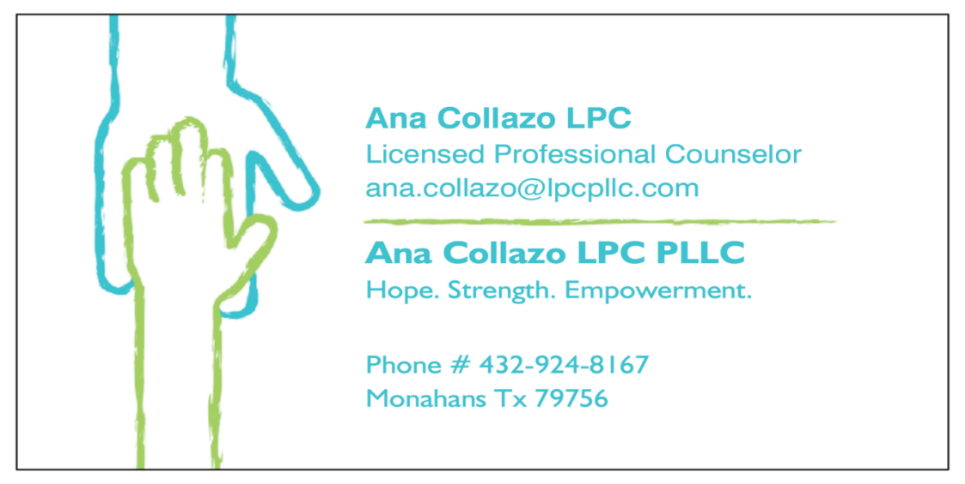 Ana Collazo LPC
Licensed Professional Counselor
ana.collazo@lpcpllc.com
Ana Collazo LPC PLLC
Hope. Strength. Empowerment.
Phone # 432-924-8167
Monahans Tx 79756